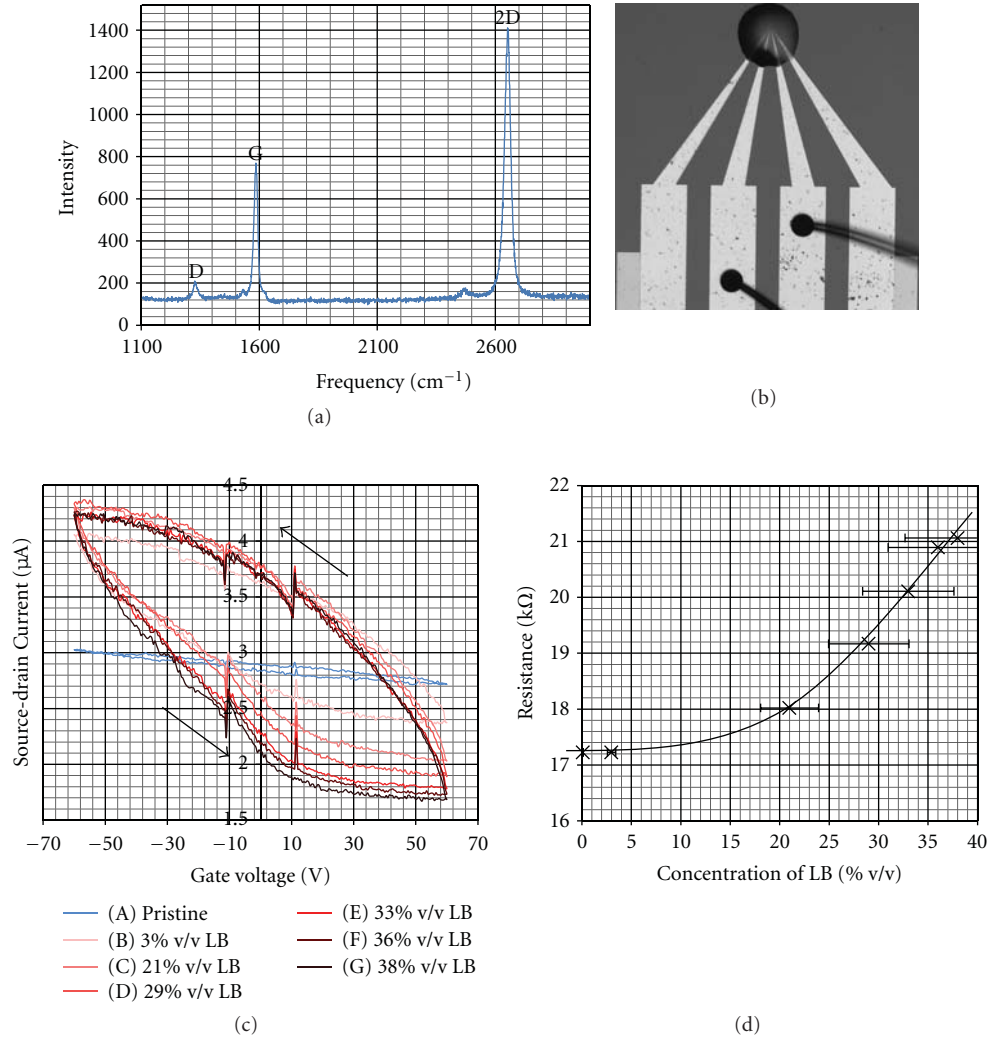 2D
1400
1200
1000
800
600
400
200
0
G
D
Intensity
1100
1600
2100
2600
Frequency (cm−1)
(a)
(b)
4.5
4
3.5
3
2.5
2
1.5
Source-drain Current (μA)
−70
−50
−30
−10
10
30
50
70
Gate voltage (V)
(A) Pristine
(B) 3% v/v LB
(C) 21% v/v LB
(D) 29% v/v LB
(E) 33% v/v LB
(F) 36% v/v LB
(G) 38% v/v LB
(c)
22
21
20
19
18
17
16
Resistance (kΩ)
0
5
10
15
20
25
30
35
40
Concentration of LB (% v/v)
(d)